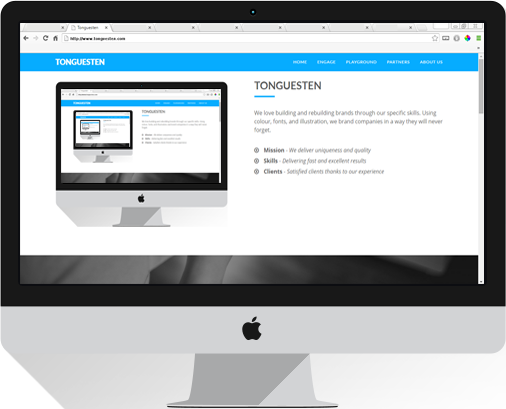 Tonguesten
http://www.tonguesten.com
TONGUESTEN
HOME ENGAGE PLAYGROUND PARTNERS ABOUT US
TONGUESTEN
We love building and rebuilding brands through our specific skills. Using
colour, fonts, and illustration, we brand companies in a way they will never
forget.
Mission - We deliver uniqueness and quality
Skills - Delivering fast and excellent results
Clients - Satisfied clients thanks to our experience
TONGUESTEN
TONGUESTEN